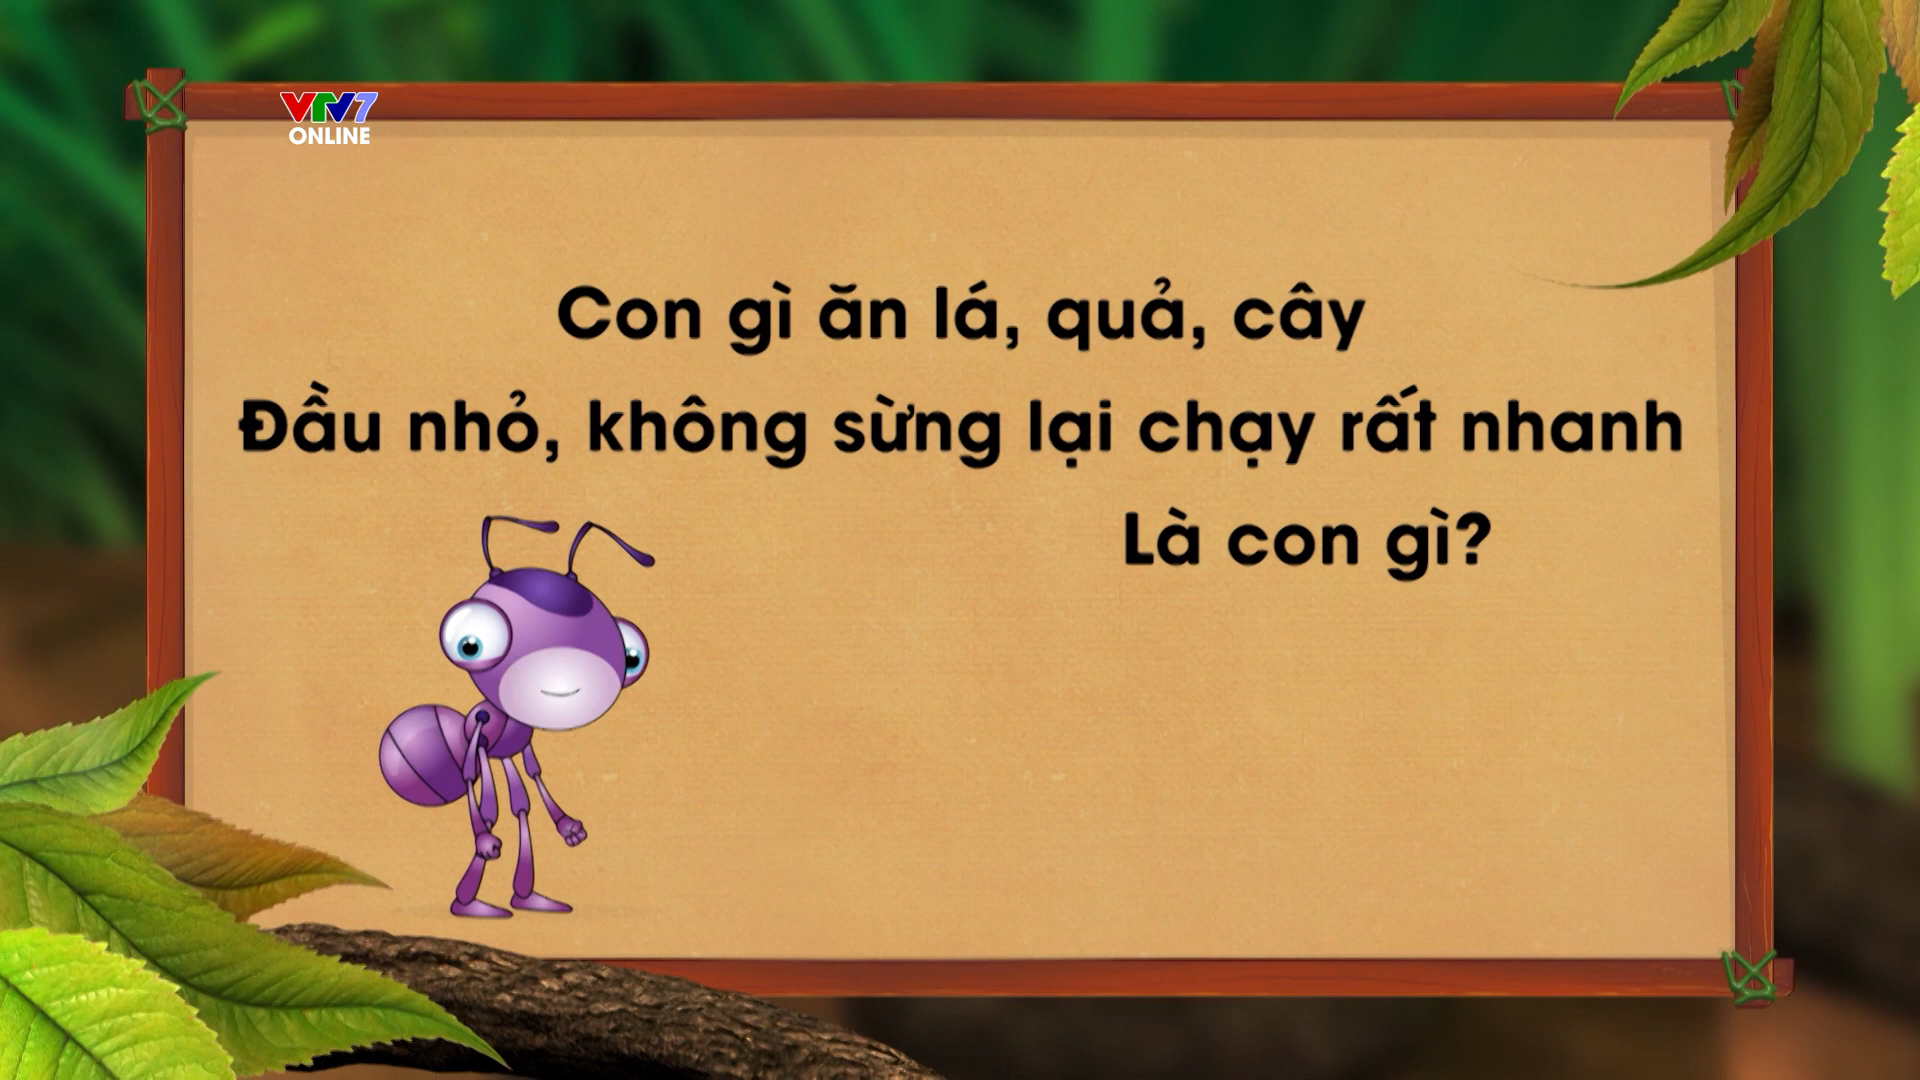 VTV7
ONLINE
Con gì ăn lá, quả, cây
Đầu nhỏ, không sừng lại chạy rất nhanh
Là con gì?